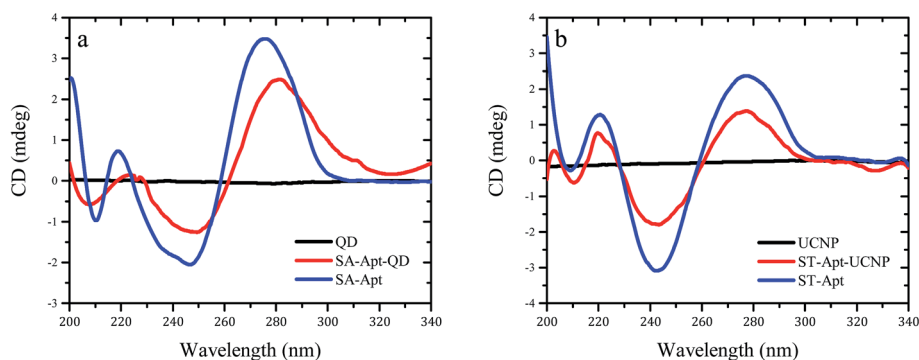 a
CD (mdeg)
4
3
2
1
0
-1
-2
-3
200 220 240 260 280 300 320 340
Wavelength (nm)
QD
SA-Apt-QD
SA-Apt
b
CD (mdeg)
4
3
2
1
0
-1
-2
-3
-4
200 220 240 260 280 300 320 340
Wavelength (nm)
UCNP
ST-Apt-UCNP
ST-Apt